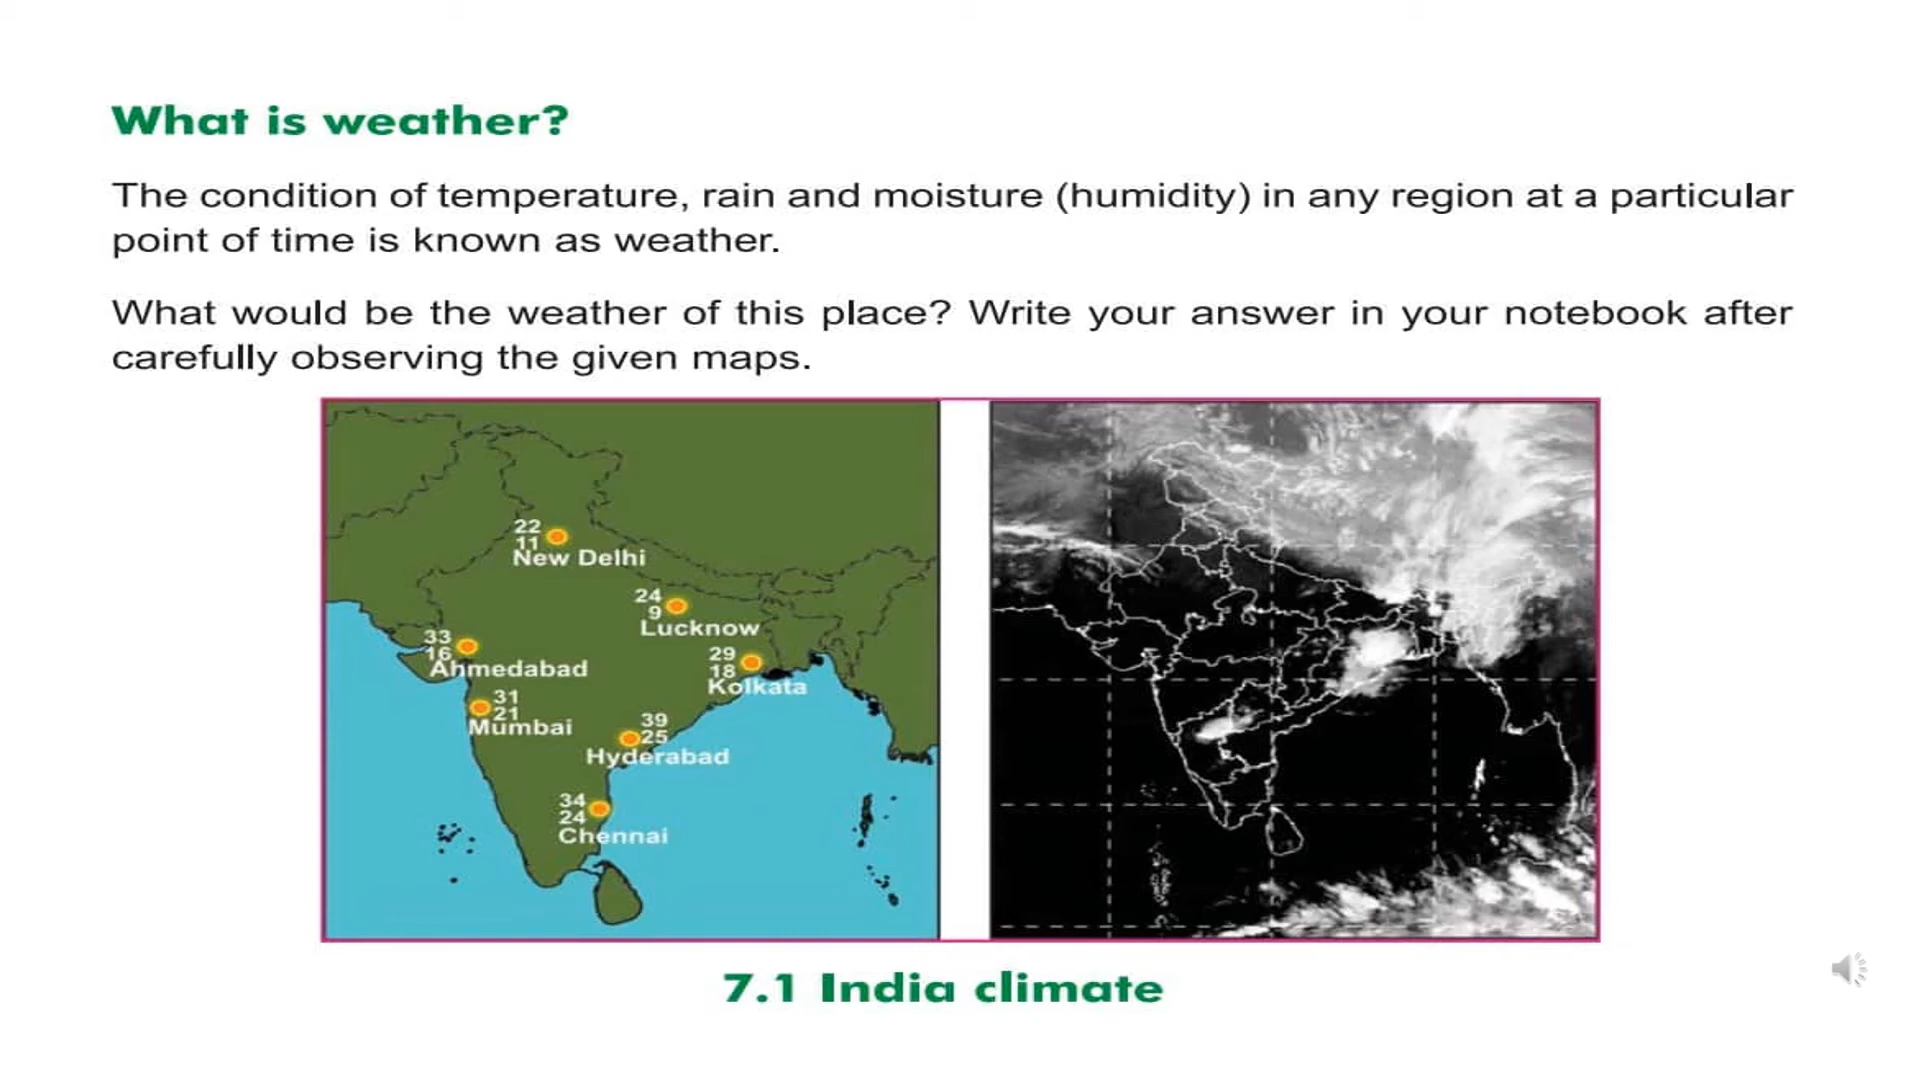 What is weather?
The condition of temperature, rain and moisture (humidity) in any region at a particular
point of time is known as weather.
What would be the weather of this place? Write your answer in your notebook after
carefully observing the given maps.
22
11
New Delhi
24
9
Lucknow
33
16
Ahmedabad
29
18
Kolkata
31
21
Mumbai
39
25
Hyderabad
34
24
Chennai
7.1 India climate